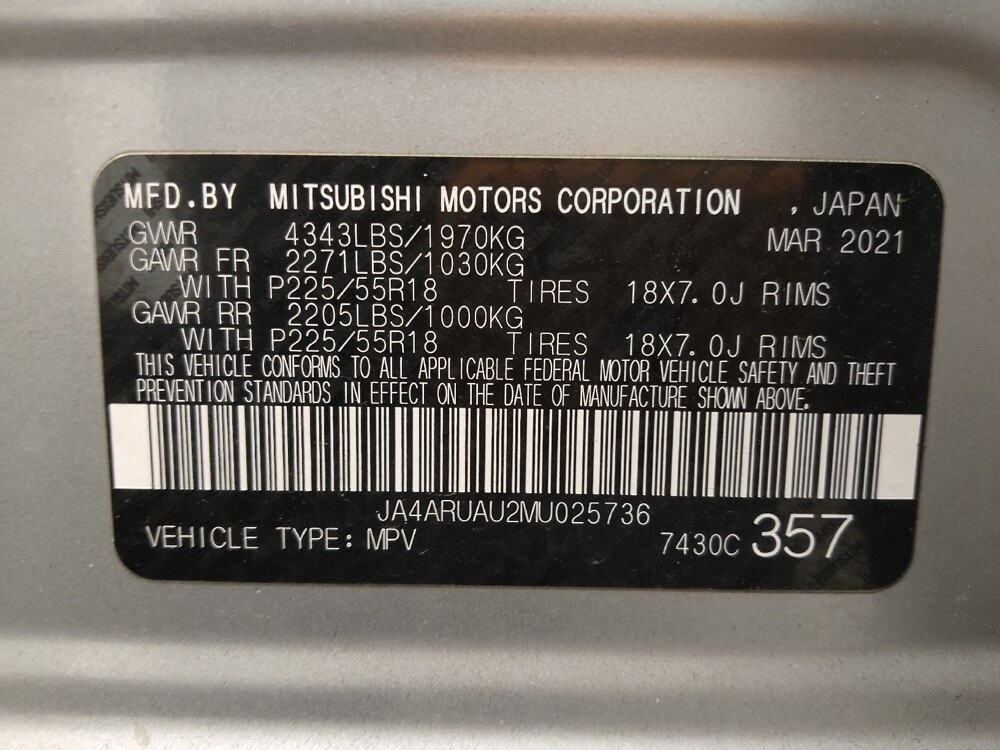 MFD.BY MITSUBISHI MOTORS CORPORATION , JAPAN
GVWR 4343LBS/1970KG MAR 2021
GAWR FR 2271LBS/1030KG
WITH P225/55R18 TIRES 18X7.0J RIMS
GAWR RR 2205LBS/1000KG
WITH P225/55R18 TIRES 18X7.0J RIMS
THIS VEHICLE CONFORMS TO ALL APPLICABLE FEDERAL MOTOR VEHICLE SAFETY AND THEFT
PREVENTION STANDARDS IN EFFECT ON THE DATE OF MANUFACTURE SHOWN ABOVE.
JA4ARUAU2MU025736
VEHICLE TYPE: MPV 7430C 357